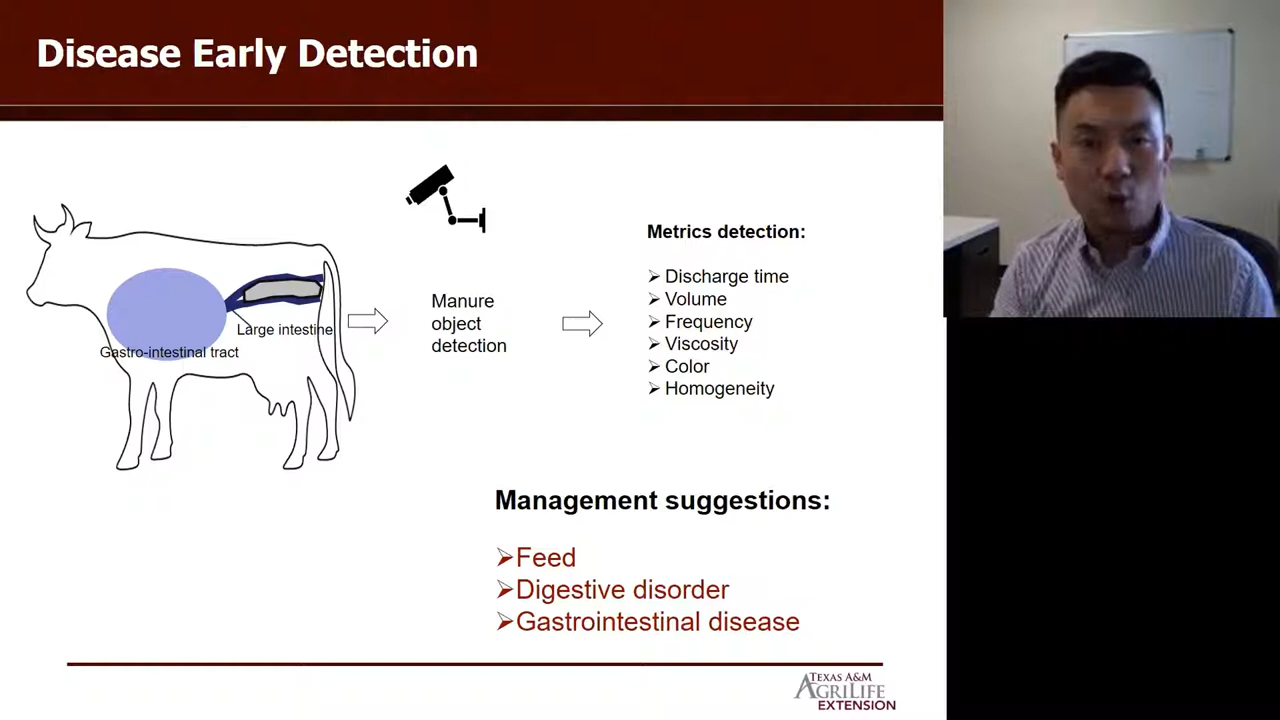 Disease Early Detection
Large intestine
Gastro-intestinal tract
Manure
object
detection
Metrics detection:
➢ Discharge time
➢ Volume
➢ Frequency
➢ Viscosity
➢ Color
➢ Homogeneity
Management suggestions:
➢Feed
➢Digestive disorder
➢Gastrointestinal disease
TEXAS A&M
AGRILIFE
EXTENSION